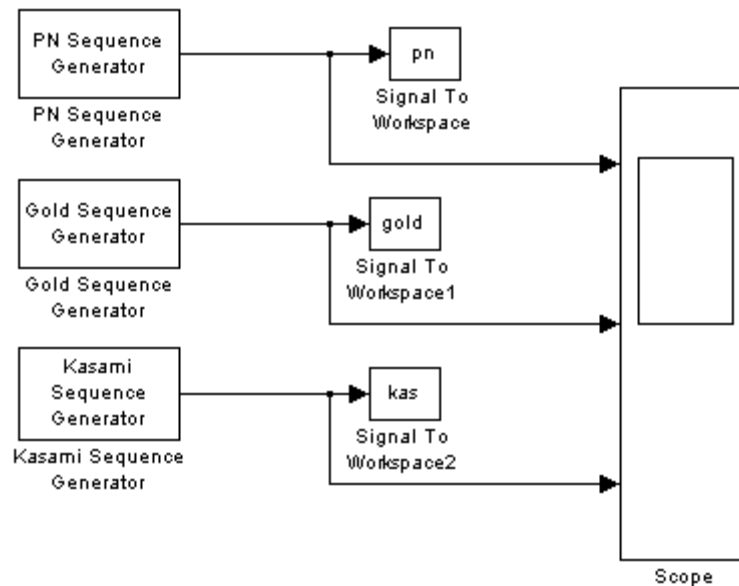 PN Sequence
Generator
PN Sequence
Generator
pn
Signal To
Workspace
Gold Sequence
Generator
Gold Sequence
Generator
gold
Signal To
Workspace1
Kasami
Sequence
Generator
Kasami Sequence
Generator
kas
Signal To
Workspace2
Scope